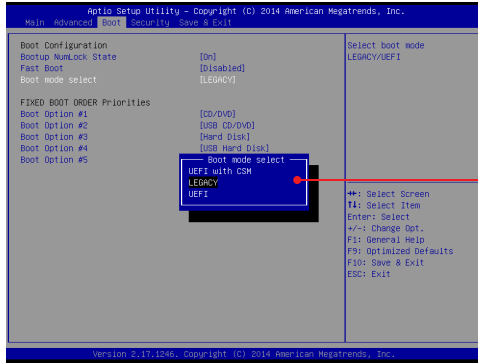 Aptio Setup Utility – Copyright (C) 2014 American Megatrends, Inc.
Main Advanced Boot Security Save & Exit
Boot Configuration
Bootup NumLock State [On]
Fast Boot [Disabled]
Boot mode select [LEGACY]
FIXED BOOT ORDER Priorities
Boot Option #1 [CD/DVD]
Boot Option #2 [USB CD/DVD]
Boot Option #3 [Hard Disk]
Boot Option #4 [USB Hard Disk]
Boot Option #5
Boot mode select
UEFI with CSM
LEGACY
UEFI
Select boot mode
LEGACY/UEFI
→←: Select Screen
↑↓: Select Item
Enter: Select
+/-: Change Opt.
F1: General Help
F9: Optimized Defaults
F10: Save & Exit
ESC: Exit
Version 2.17.1246. Copyright (C) 2014 American Megatrends, Inc.